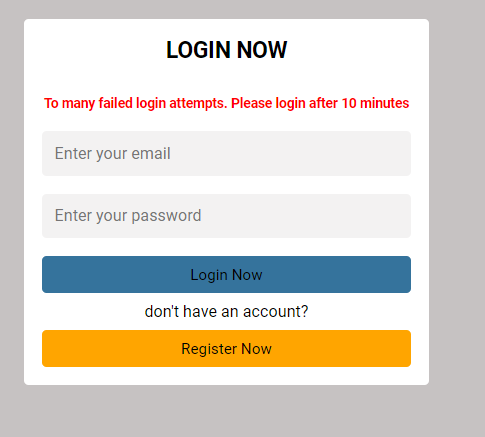 LOGIN NOW
To many failed login attempts. Please login after 10 minutes
Enter your email
Enter your password
Login Now
don't have an account?
Register Now